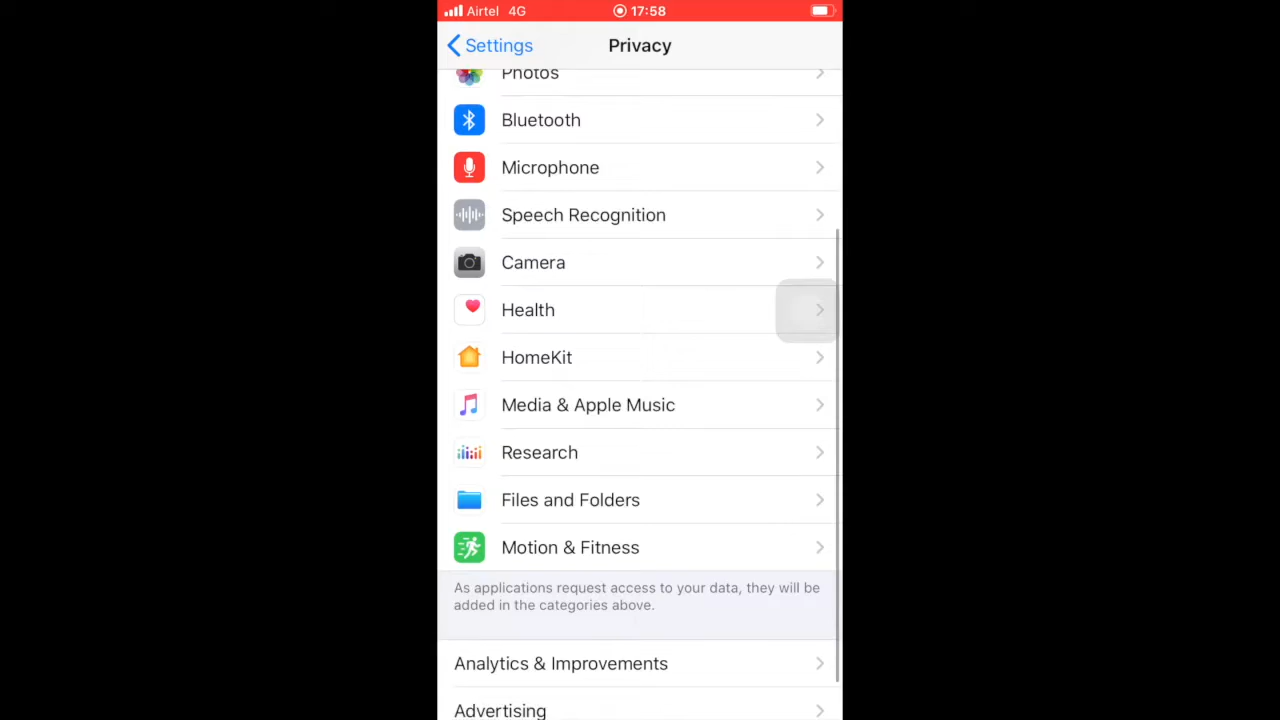 Airtel 4G 17:58
Settings Privacy
Photos
Bluetooth
Microphone
Speech Recognition
Camera
Health
HomeKit
Media & Apple Music
Research
Files and Folders
Motion & Fitness
As applications request access to your data, they will be
added in the categories above.
Analytics & Improvements
Advertising